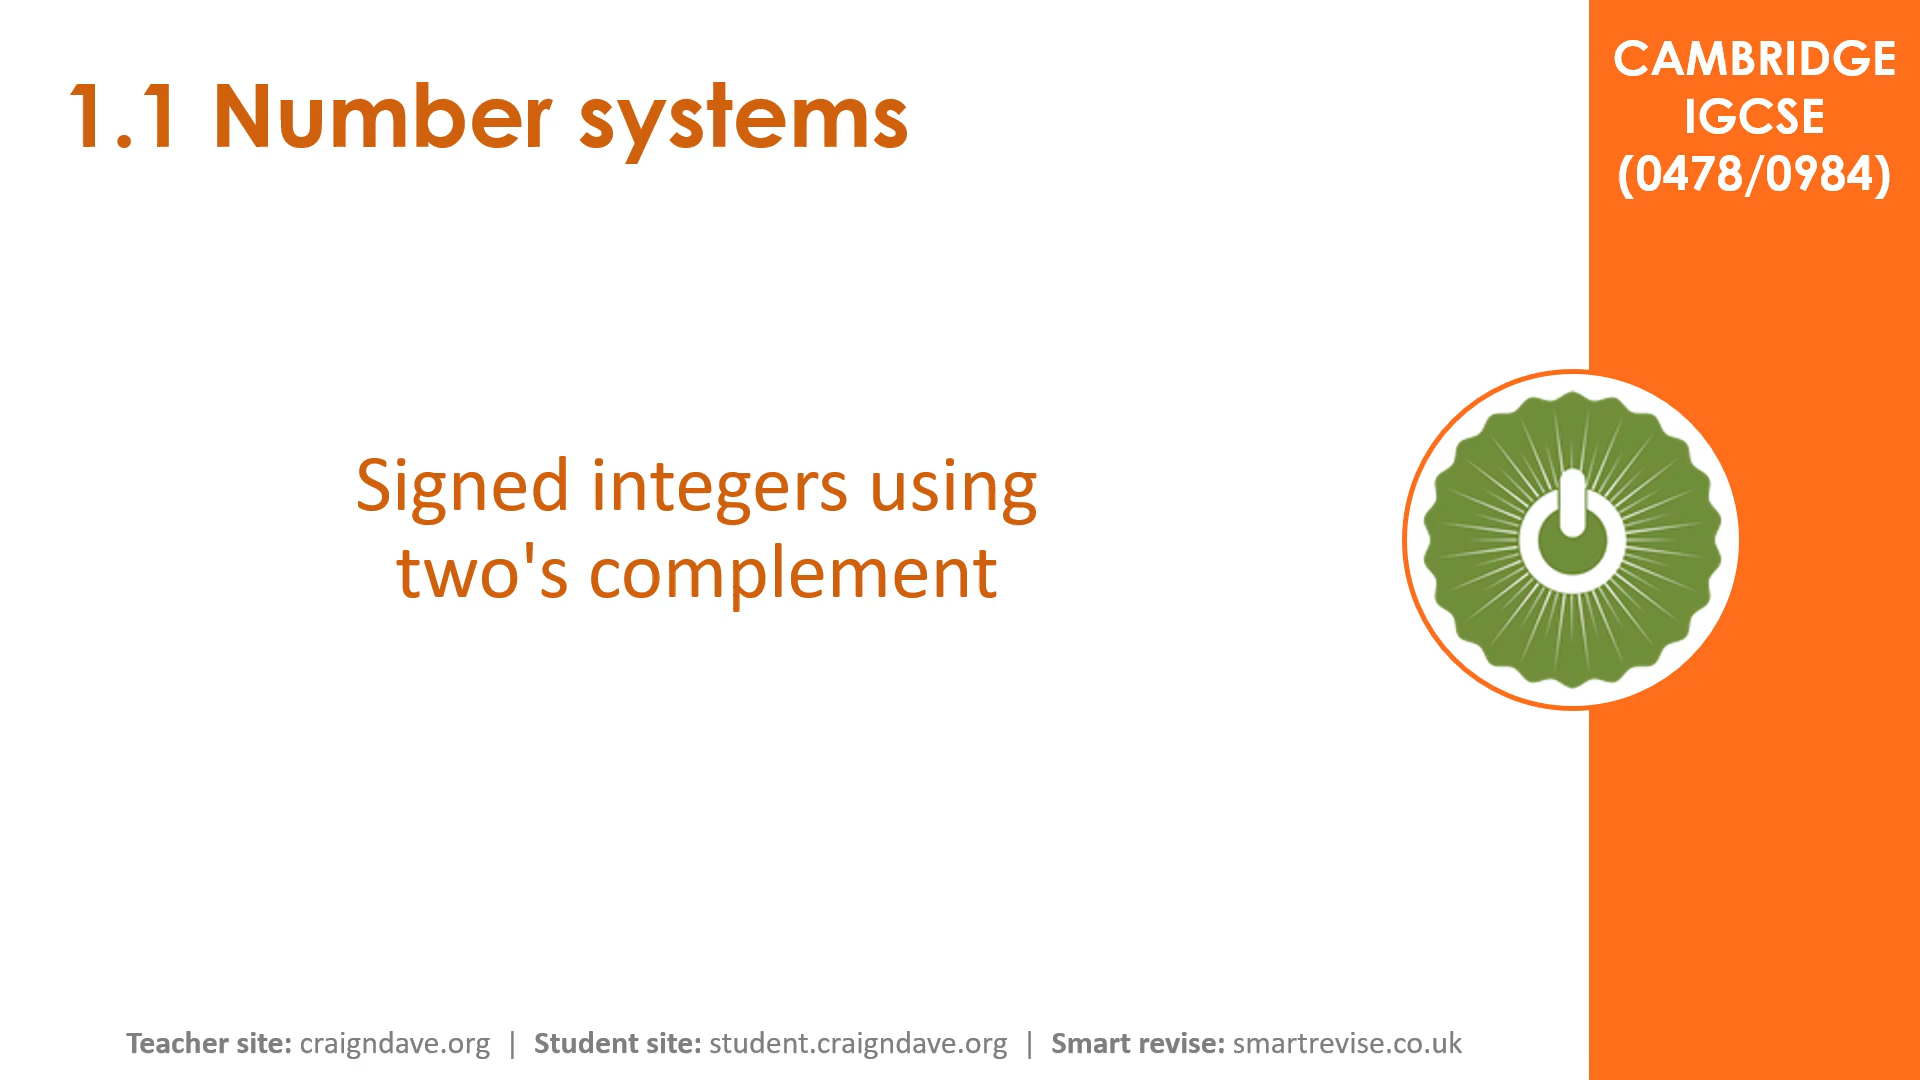 1.1 Number systems
CAMBRIDGE
IGCSE
(0478/0984)
Signed integers using
two's complement
Teacher site: craigndave.org | Student site: student.craigndave.org | Smart revise: smartrevise.co.uk